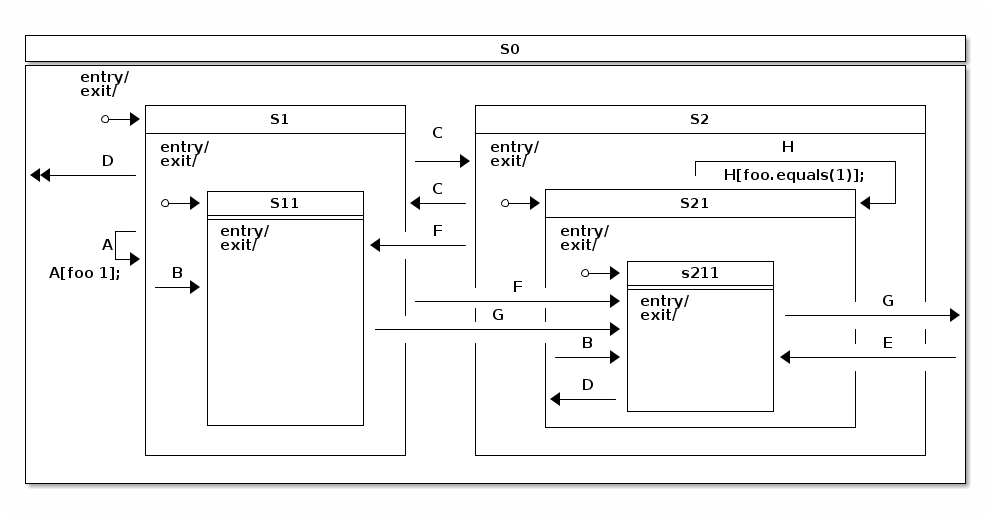 S0
entry/
exit/
S1
S2
C
entry/
exit/
entry/
exit/
H
D
H[foo.equals(1)];
C
S11
S21
entry/
exit/
F
entry/
exit/
A
A[foo 1];
B
s211
F
entry/
exit/
G
G
B
E
D